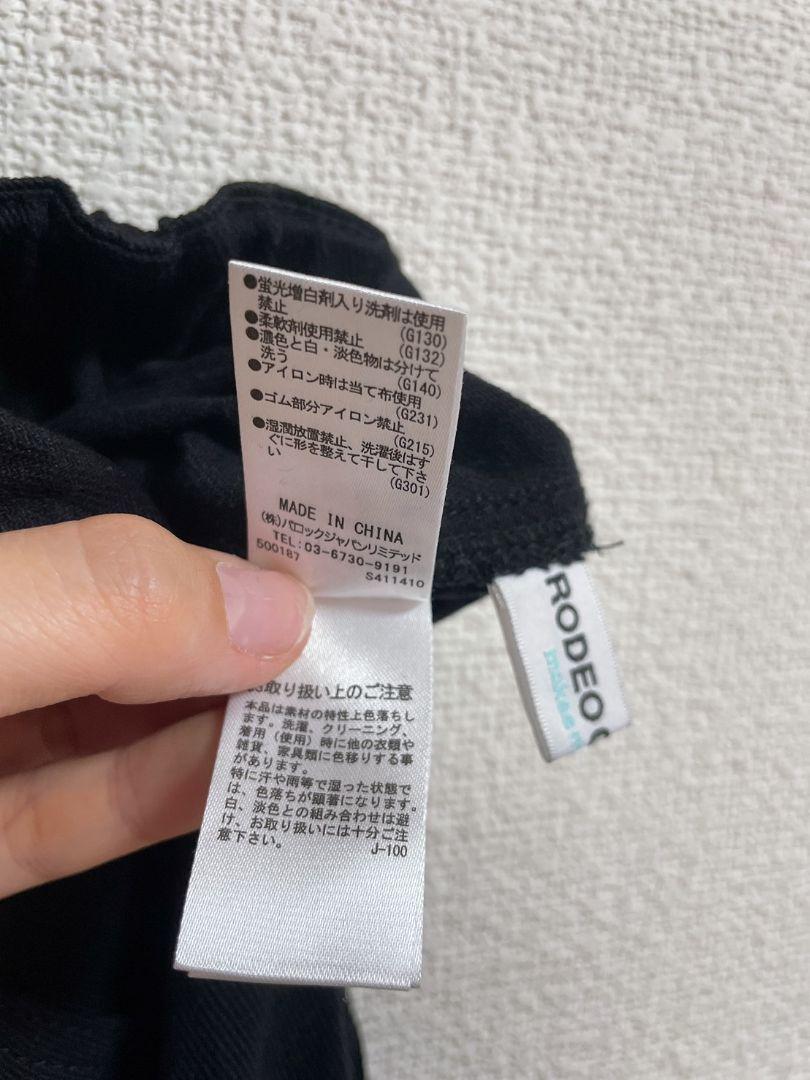 ●蛍光増白剤入り洗剤は使用
禁止 (G130)
●柔軟剤使用禁止 (G132)
●濃色と白・淡色物は分けて
洗う (G140)
●アイロン時は当て布使用
(G231)
●ゴム部分アイロン禁止
(G215)
●湿潤放置禁止、洗濯後はす
ぐに形を整えて干して下さ
い (G301)
MADE IN CHINA
(株)バロックジャパンリミテッド
TEL:03-6730-9191
500187 S411410
取り扱い上のご注意
本品は素材の特性上色落ちし
ます。洗濯、クリーニング、
着用(使用)時に他の衣類や
雑貨、家具類に色移りする事
があります。
特に汗や雨等で湿った状態で
は、色落ちが顕著になります。
白、淡色との組み合わせは避
け、お取り扱いには十分ご注
意下さい。 J-100
RODEO
makes